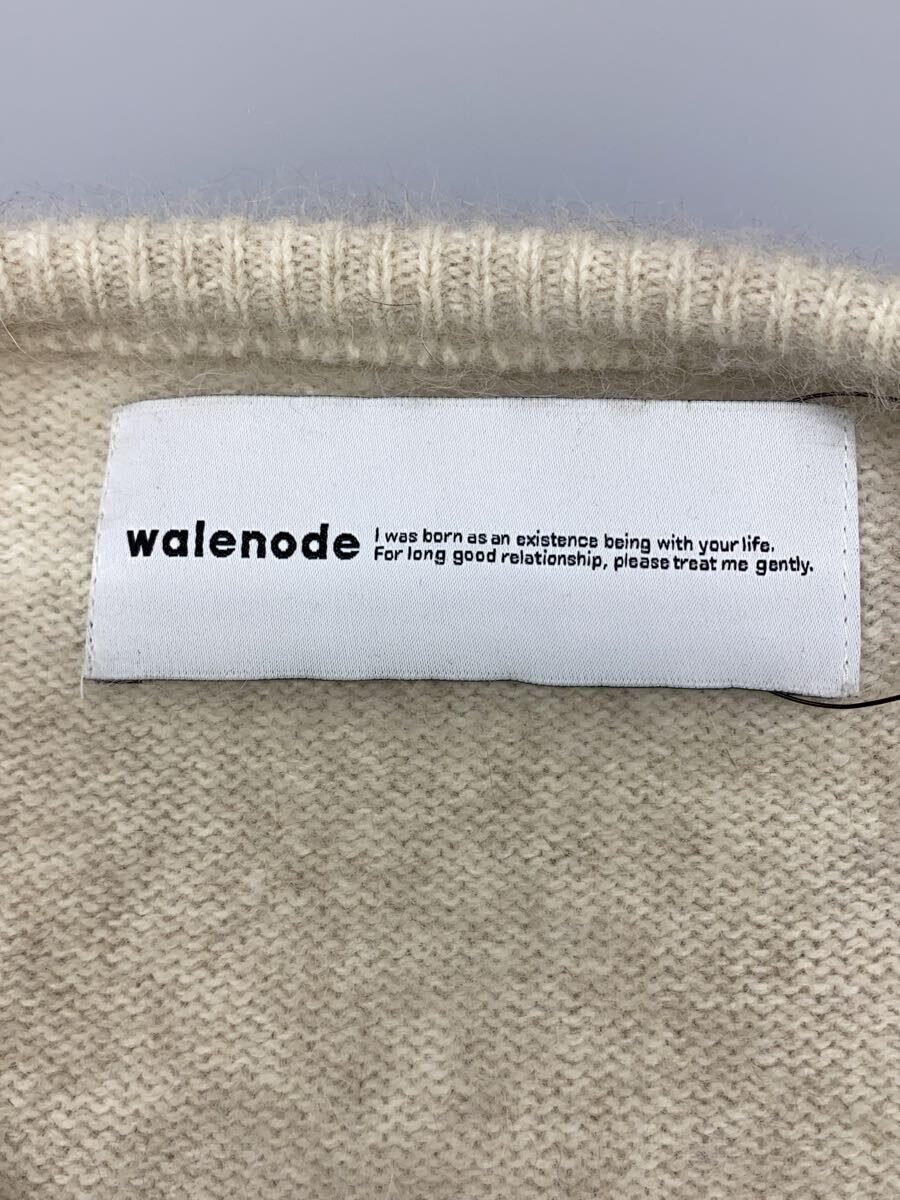 walenode
I was born as an existence being with your life.
For long good relationship, please treat me gently.